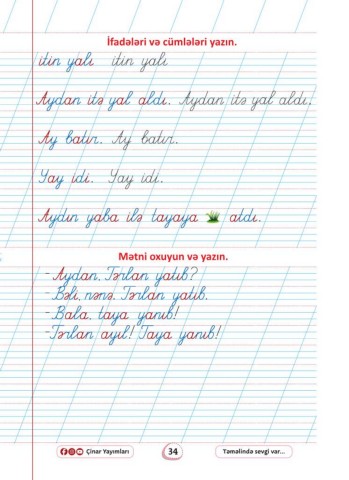 İfadələri və cümlələri yazın.
itin yalı itin yalı
Aydan itə yal aldı. Aydan itə yal aldı.
Ay batır. Ay batır.
Yay idi. Yay idi.
Aydın yaba ilə tayaya aldı.
Mətni oxuyun və yazın.
- Aydan, Tərlan yatıb?
- Bəli, nənə, Tərlan yatıb.
- Bala, taya yanıb!
- Tərlan ayıl! Taya yanıb!
Çinar Yayımları 34 Təməlində sevgi var...